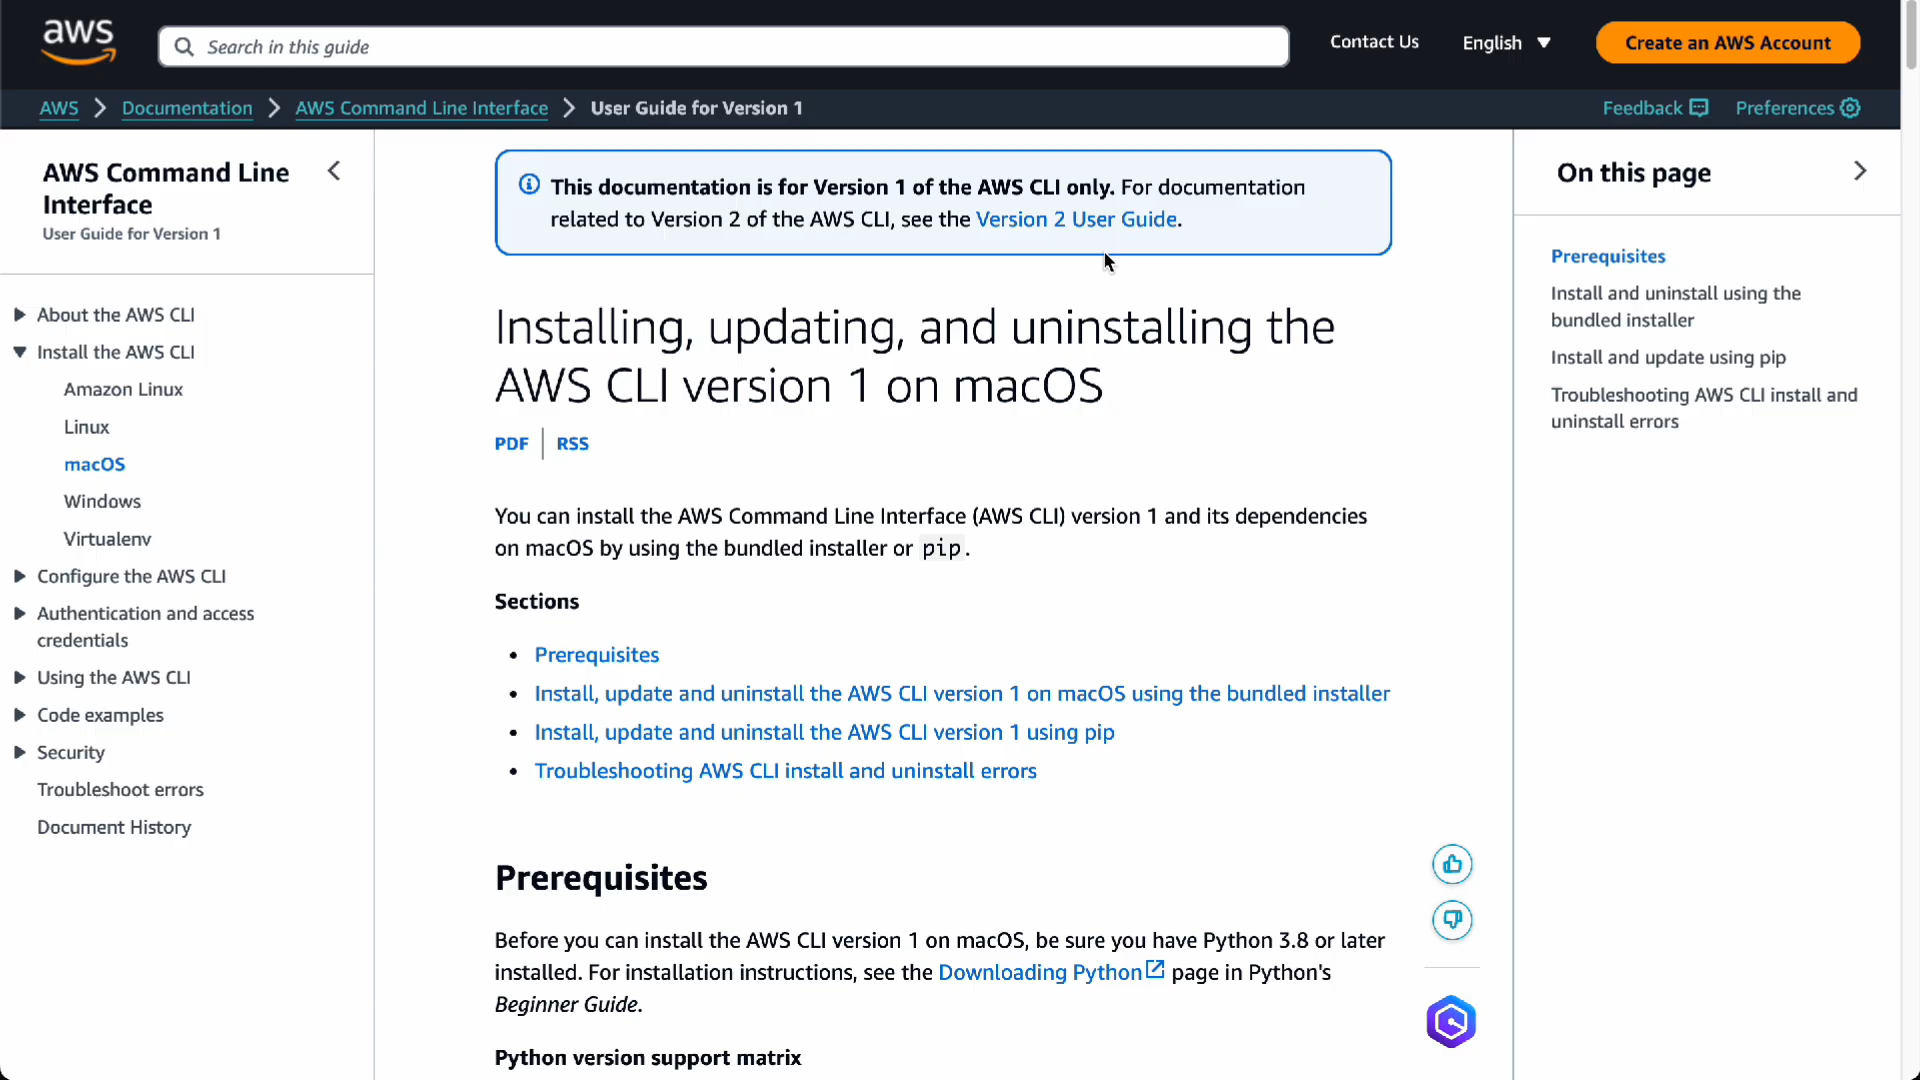 aws
Search in this guide
Contact Us
English
Create an AWS Account
AWS
Documentation
AWS Command Line Interface
User Guide for Version 1
Feedback
Preferences
AWS Command Line
Interface
User Guide for Version 1
About the AWS CLI
Install the AWS CLI
Amazon Linux
Linux
macOS
Windows
Virtualenv
Configure the AWS CLI
Authentication and access
credentials
Using the AWS CLI
Code examples
Security
Troubleshoot errors
Document History
This documentation is for Version 1 of the AWS CLI only. For documentation
related to Version 2 of the AWS CLI, see the Version 2 User Guide.
Installing, updating, and uninstalling the
AWS CLI version 1 on macOS
PDF
RSS
You can install the AWS Command Line Interface (AWS CLI) version 1 and its dependencies
on macOS by using the bundled installer or pip.
Sections
• Prerequisites
• Install, update and uninstall the AWS CLI version 1 on macOS using the bundled installer
• Install, update and uninstall the AWS CLI version 1 using pip
• Troubleshooting AWS CLI install and uninstall errors
Prerequisites
Before you can install the AWS CLI version 1 on macOS, be sure you have Python 3.8 or later
installed. For installation instructions, see the Downloading Python page in Python's
Beginner Guide.
Python version support matrix
On this page
Prerequisites
Install and uninstall using the
bundled installer
Install and update using pip
Troubleshooting AWS CLI install and
uninstall errors